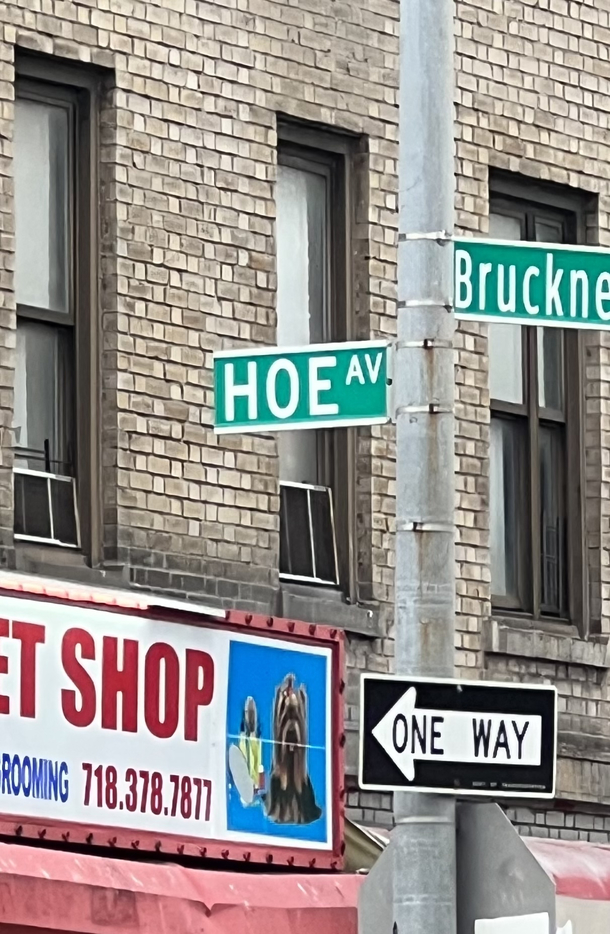 Bruckne
HOE AV
ET SHOP
ROOMING 718.378.7877
ONE WAY